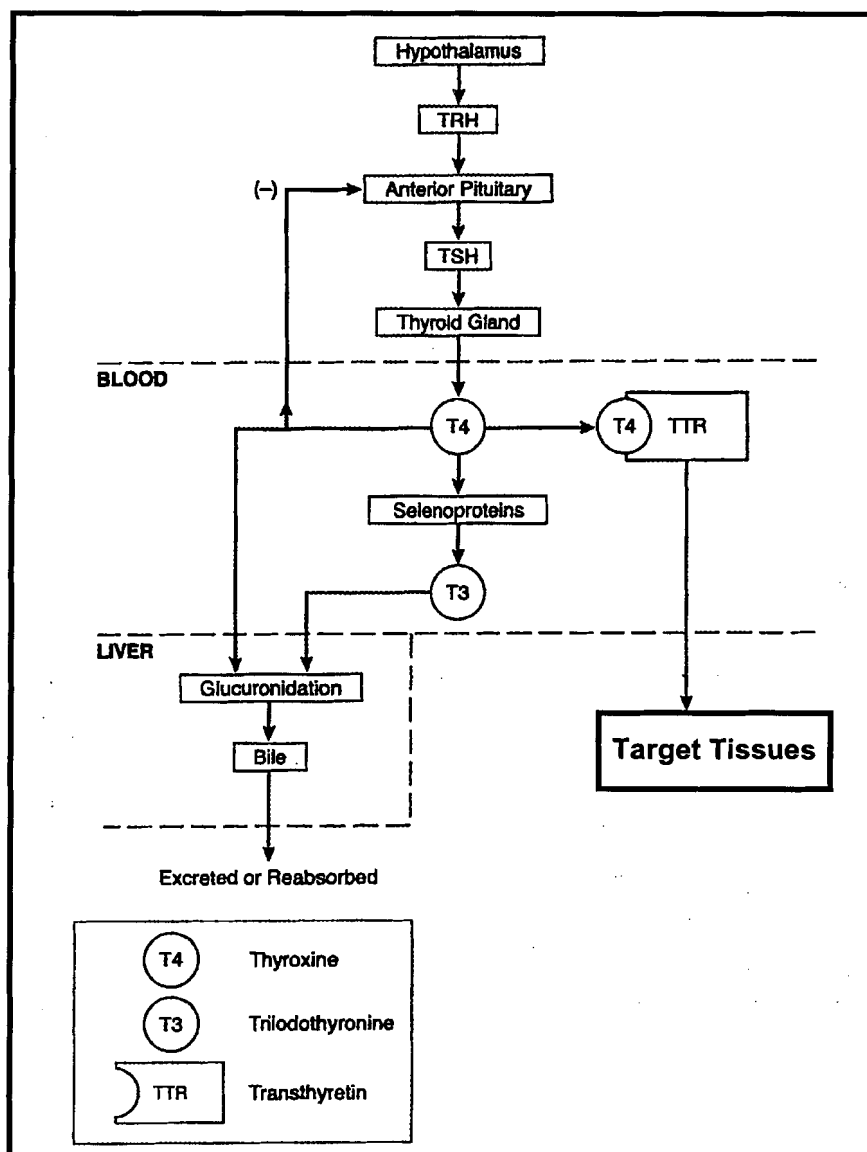 Hypothalamus
TRH
(–)
Anterior Pituitary
TSH
Thyroid Gland
BLOOD
T4
T4
TTR
Selenoproteins
T3
LIVER
Glucuronidation
Bile
Target Tissues
Excreted or Reabsorbed
T4
Thyroxine
T3
Triiodothyronine
TTR
Transthyretin